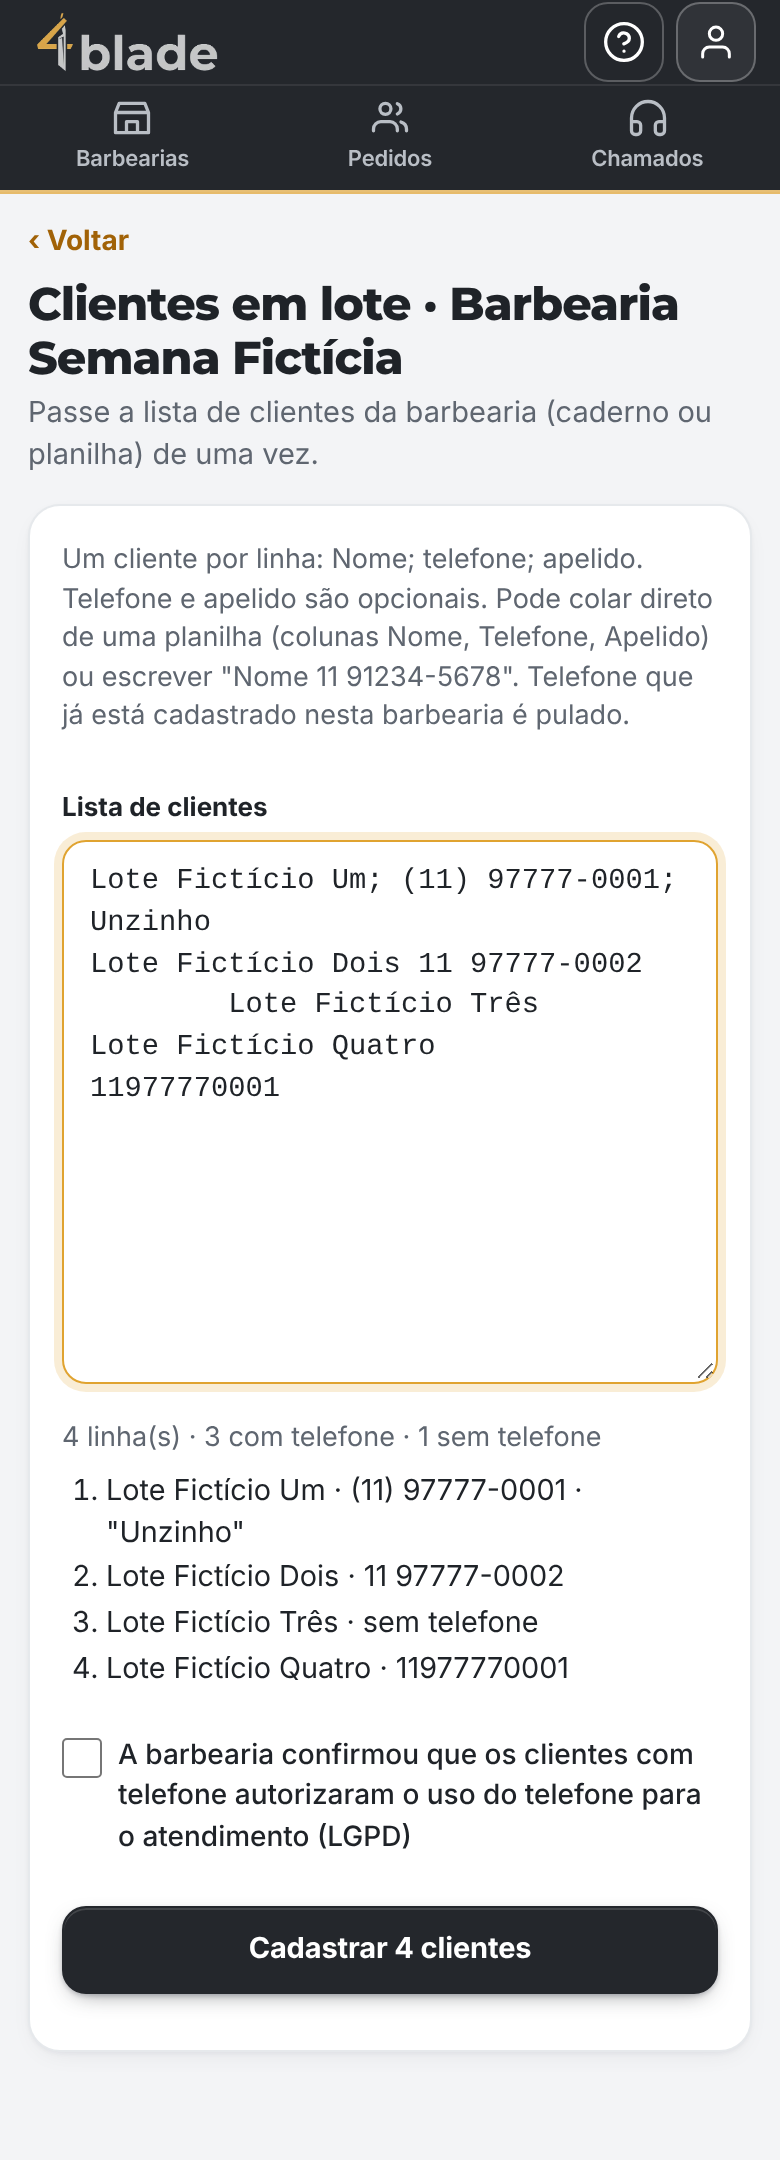 4blade
Barbearias
Pedidos
Chamados
‹ Voltar
Clientes em lote · Barbearia
Semana Fictícia
Passe a lista de clientes da barbearia (caderno ou
planilha) de uma vez.
Um cliente por linha: Nome; telefone; apelido.
Telefone e apelido são opcionais. Pode colar direto
de uma planilha (colunas Nome, Telefone, Apelido)
ou escrever "Nome 11 91234-5678". Telefone que
já está cadastrado nesta barbearia é pulado.
Lista de clientes
Lote Fictício Um; (11) 97777-0001;
Unzinho
Lote Fictício Dois 11 97777-0002
Lote Fictício Três
Lote Fictício Quatro
11977770001
4 linha(s) · 3 com telefone · 1 sem telefone
1. Lote Fictício Um · (11) 97777-0001 ·
"Unzinho"
2. Lote Fictício Dois · 11 97777-0002
3. Lote Fictício Três · sem telefone
4. Lote Fictício Quatro · 11977770001
A barbearia confirmou que os clientes com
telefone autorizaram o uso do telefone para
o atendimento (LGPD)
Cadastrar 4 clientes